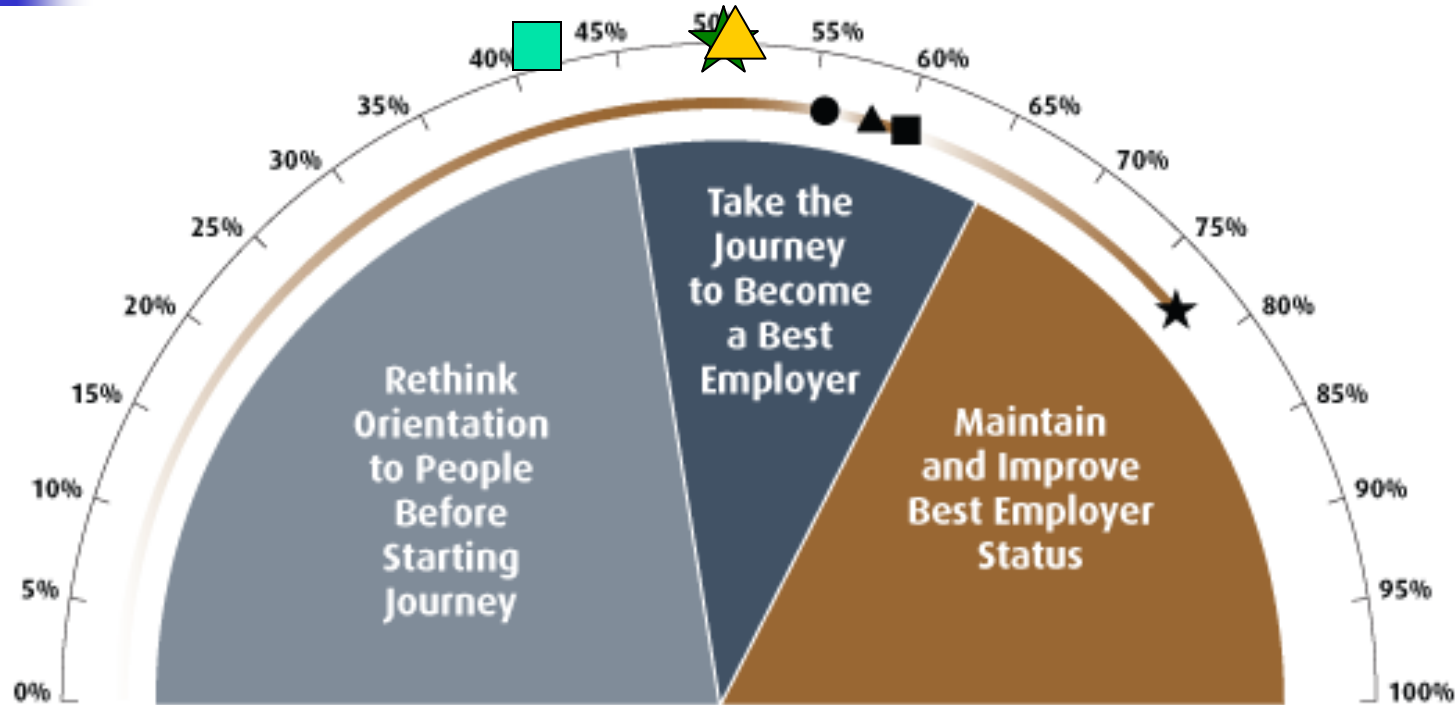 0%
5%
10%
15%
20%
25%
30%
35%
40%
45%
50
55%
60%
65%
70%
75%
80%
85%
90%
95%
100%
Rethink
Orientation
to People
Before
Starting
Journey
Take the
Journey
to Become
a Best
Employer
Maintain
and Improve
Best Employer
Status